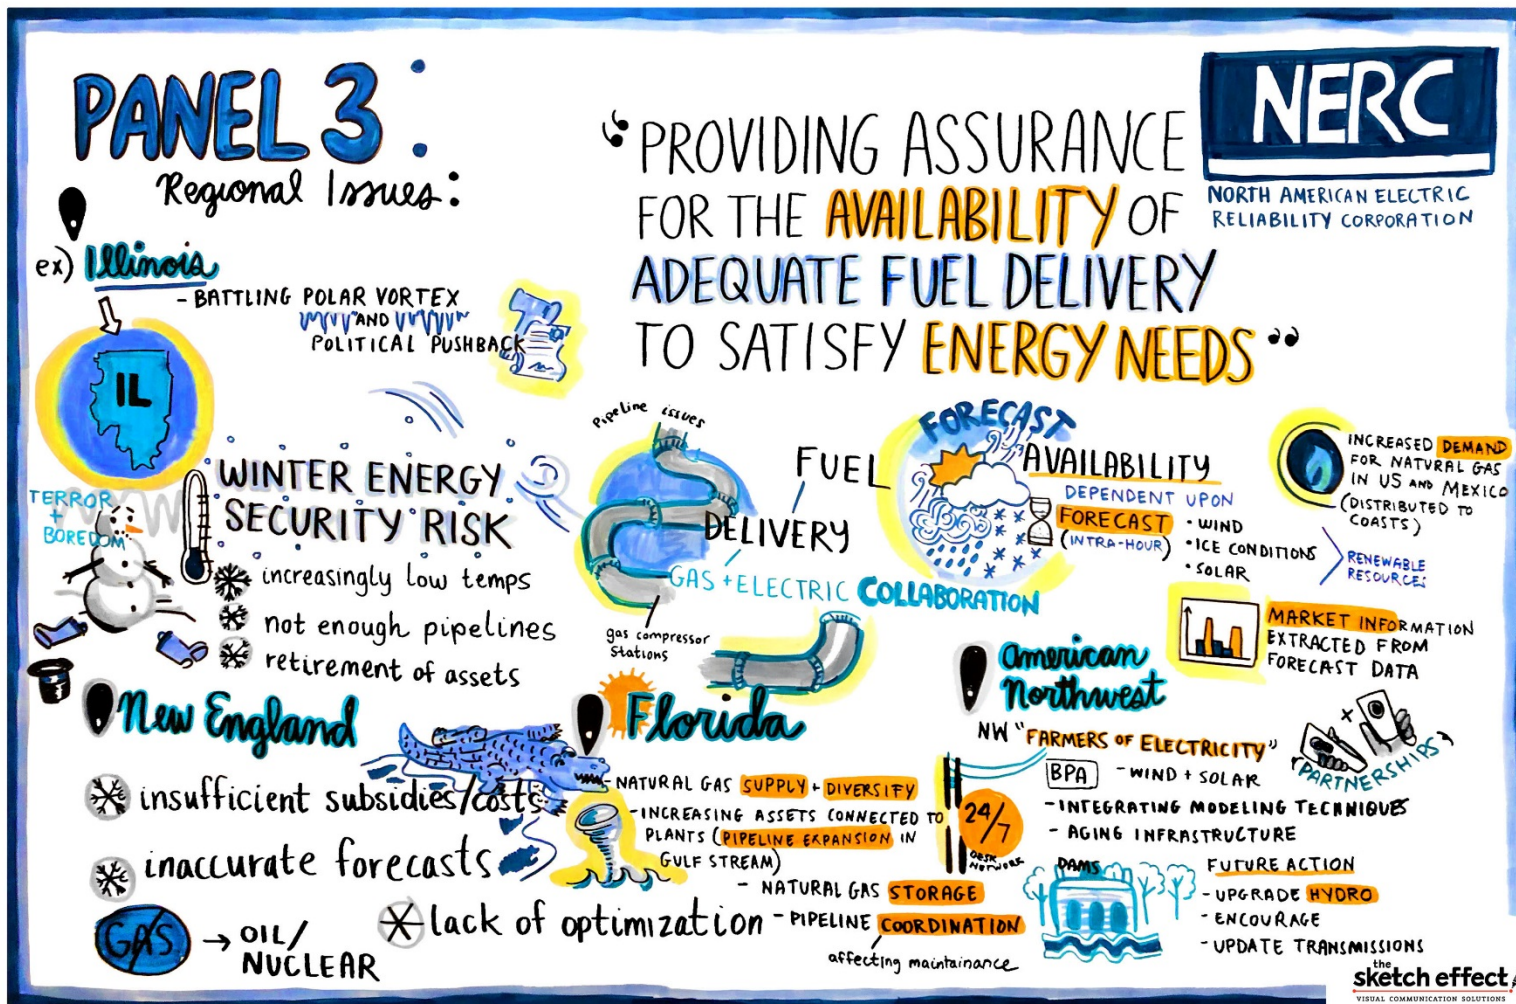 PANEL 3:
Regional Issues:
NERC
NORTH AMERICAN ELECTRIC
RELIABILITY CORPORATION
"PROVIDING ASSURANCE
FOR THE AVAILABILITY OF
ADEQUATE FUEL DELIVERY
TO SATISFY ENERGY NEEDS"
ex) Illinois
- BATTLING POLAR VORTEX
AND
POLITICAL PUSHBACK
IL
TERROR
+
BOREDOM
WINTER ENERGY
SECURITY RISK
increasingly low temps
not enough pipelines
retirement of assets
Pipeline issues
FUEL
DELIVERY
GAS + ELECTRIC COLLABORATION
gas compressor
stations
FORECAST
AVAILABILITY
DEPENDENT UPON
FORECAST
(INTRA-HOUR)
• WIND
• ICE CONDITIONS
• SOLAR
RENEWABLE
RESOURCES
INCREASED DEMAND
FOR NATURAL GAS
IN US AND MEXICO
(DISTRIBUTED TO
COASTS)
MARKET INFORMATION
EXTRACTED FROM
FORECAST DATA
New England
insufficient subsidies/costs
inaccurate forecasts
lack of optimization
GAS
→ OIL/
NUCLEAR
Florida
- NATURAL GAS SUPPLY + DIVERSIFY
- INCREASING ASSETS CONNECTED TO
PLANTS (PIPELINE EXPANSION IN
GULF STREAM)
- NATURAL GAS STORAGE
- PIPELINE COORDINATION
affecting maintainance
American
Northwest
NW "FARMERS OF ELECTRICITY"
BPA - WIND + SOLAR
- INTEGRATING MODELING TECHNIQUES
- AGING INFRASTRUCTURE
24/7
DESK
NETWORK
+
PARTNERSHIPS
DAMS
FUTURE ACTION
- UPGRADE HYDRO
- ENCOURAGE
- UPDATE TRANSMISSIONS
the
sketch effect
VISUAL COMMUNICATION SOLUTIONS